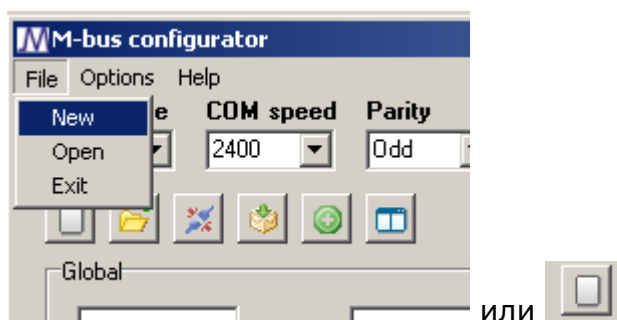 M-bus configurator
File Options Help
New
e COM speed Parity
Open
2400 Odd
Exit
Global
или